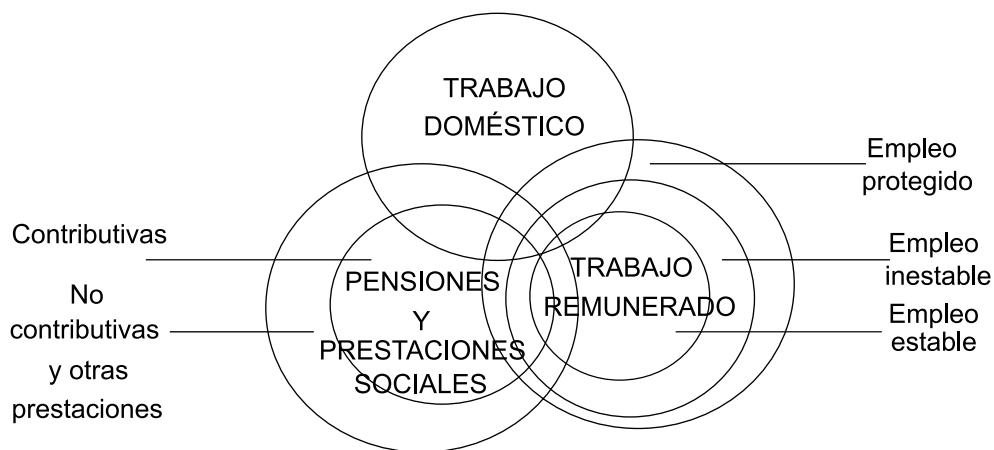 TRABAJO
DOMÉSTICO
Empleo
protegido
Contributivas
No
contributivas
y otras
prestaciones
PENSIONES
Y
PRESTACIONES
SOCIALES
TRABAJO
REMUNERADO
Empleo
inestable
Empleo
estable